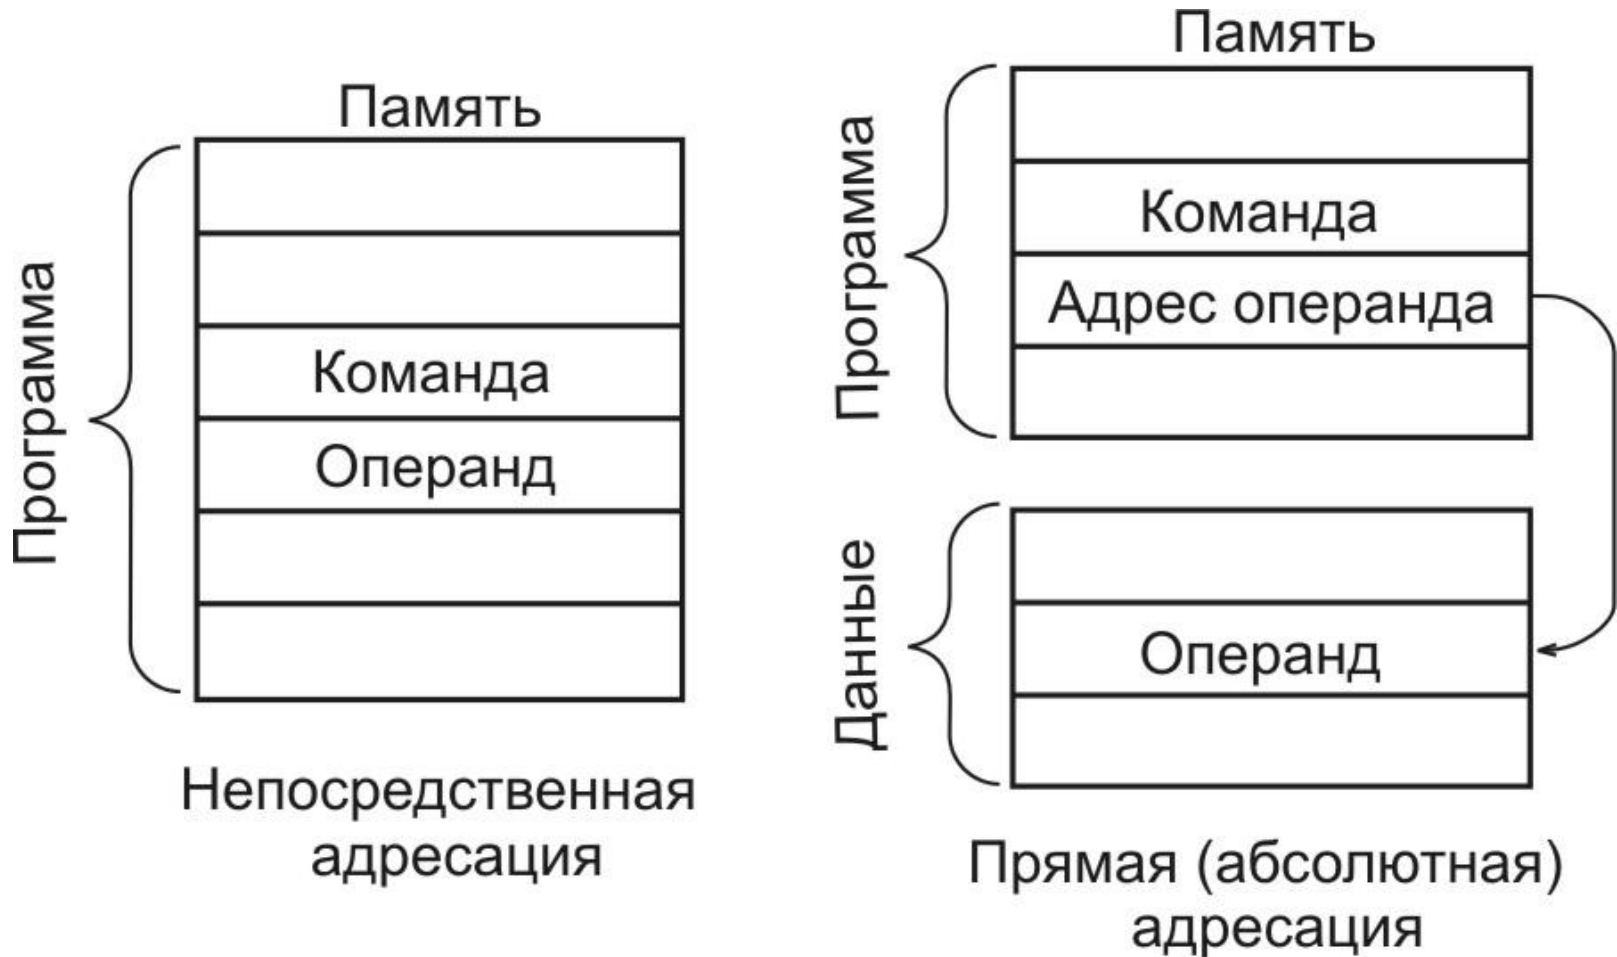 Память
Программа
Команда
Операнд
Непосредственная
адресация
Память
Программа
Команда
Адрес операнда
Данные
Операнд
Прямая (абсолютная)
адресация